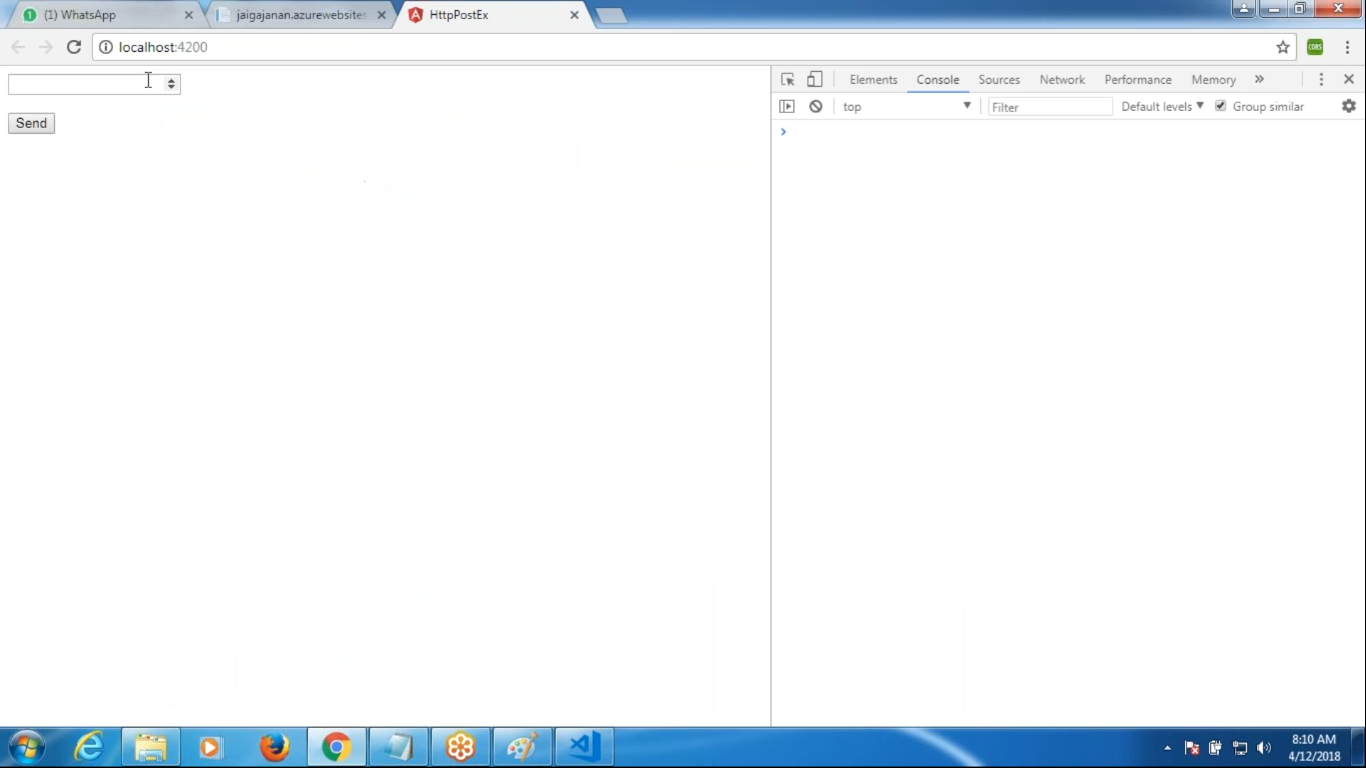 (1) WhatsApp
jaigajanan.azurewebsites
HttpPostEx
localhost:4200
CORS
Send
Elements Console Sources Network Performance Memory »
top Filter Default levels Group similar
8:10 AM
4/12/2018